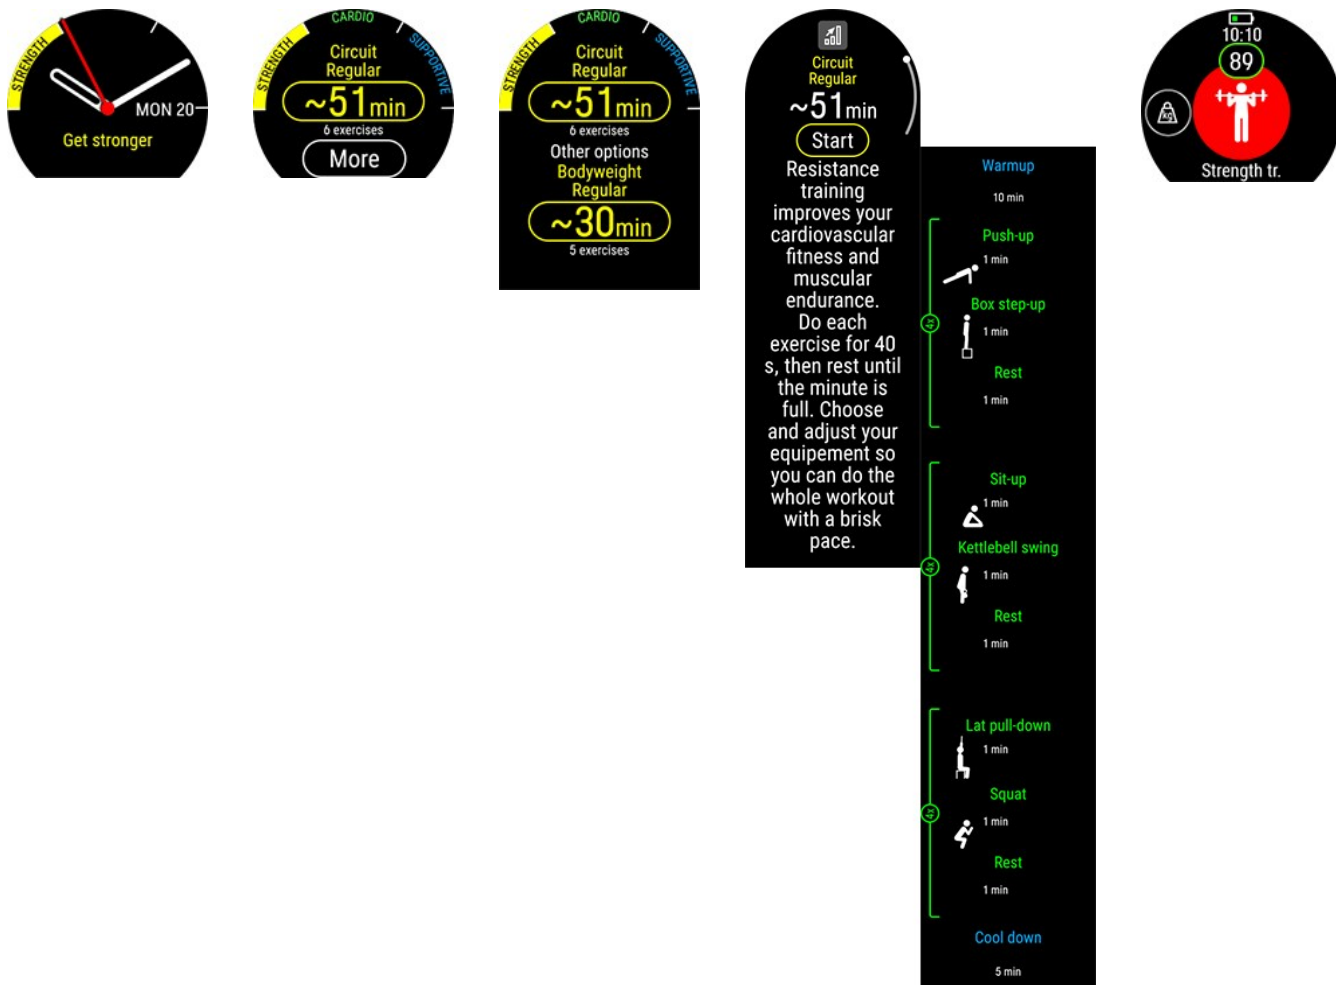 STRENGTH
MON 20
Get stronger
STRENGTH
CARDIO
SUPPORTIVE
Circuit
Regular
~51min
6 exercises
More
STRENGTH
CARDIO
SUPPORTIVE
Circuit
Regular
~51min
6 exercises
Other options
Bodyweight
Regular
~30min
5 exercises
Circuit
Regular
~51min
Start
Resistance
training
improves your
cardiovascular
fitness and
muscular
endurance.
Do each
exercise for 40
s, then rest until
the minute is
full. Choose
and adjust your
equipement so
you can do the
whole workout
with a brisk
pace.
Warmup
10 min
Push-up
1 min
Box step-up
4x
1 min
Rest
1 min
Sit-up
1 min
Kettlebell swing
4x
1 min
Rest
1 min
Lat pull-down
1 min
Squat
4x
1 min
Rest
1 min
Cool down
5 min
10:10
89
KG
Strength tr.